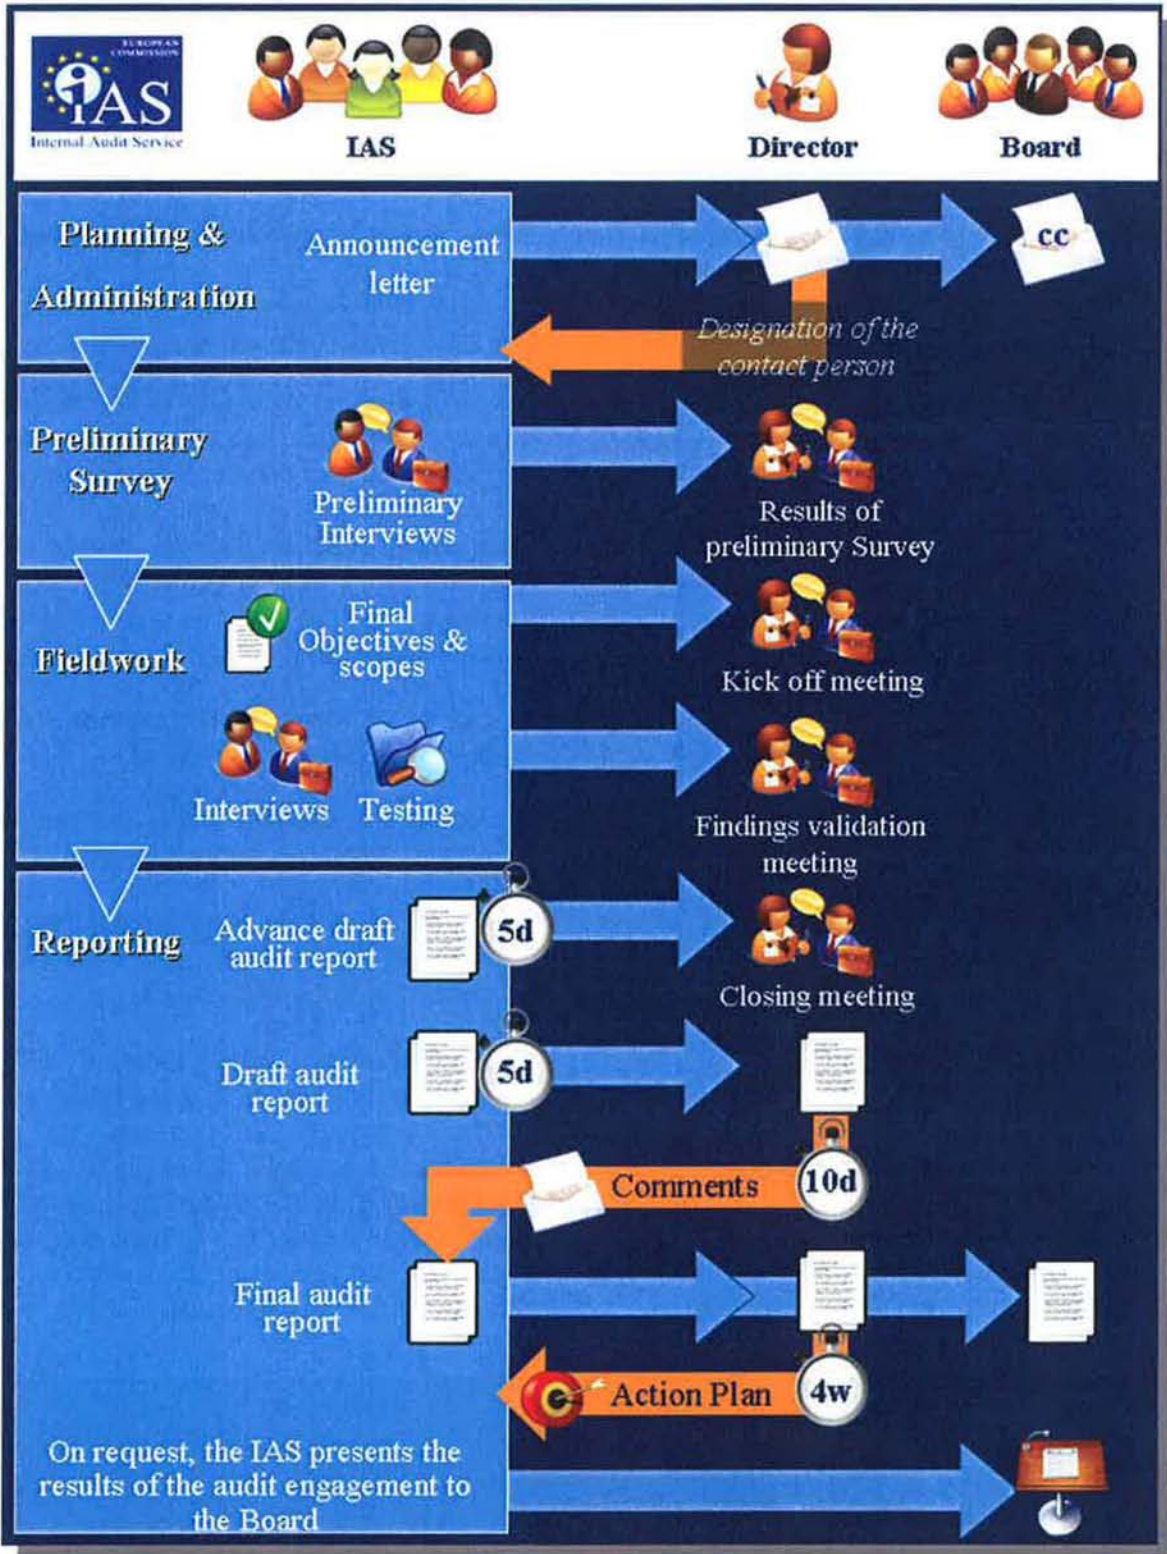 EUROPEAN
COMMISSION
iAS
Internal Audit Service
IAS
Director
Board
Planning &
Administration
Announcement
letter
cc
Designation of the
contact person
Preliminary
Survey
Preliminary
Interviews
Results of
preliminary Survey
Fieldwork
Final
Objectives &
scopes
Kick off meeting
Interviews
Testing
Findings validation
meeting
Reporting
Advance draft
audit report
5d
Closing meeting
Draft audit
report
5d
Comments
10d
Final audit
report
Action Plan
4w
On request, the IAS presents the
results of the audit engagement to
the Board